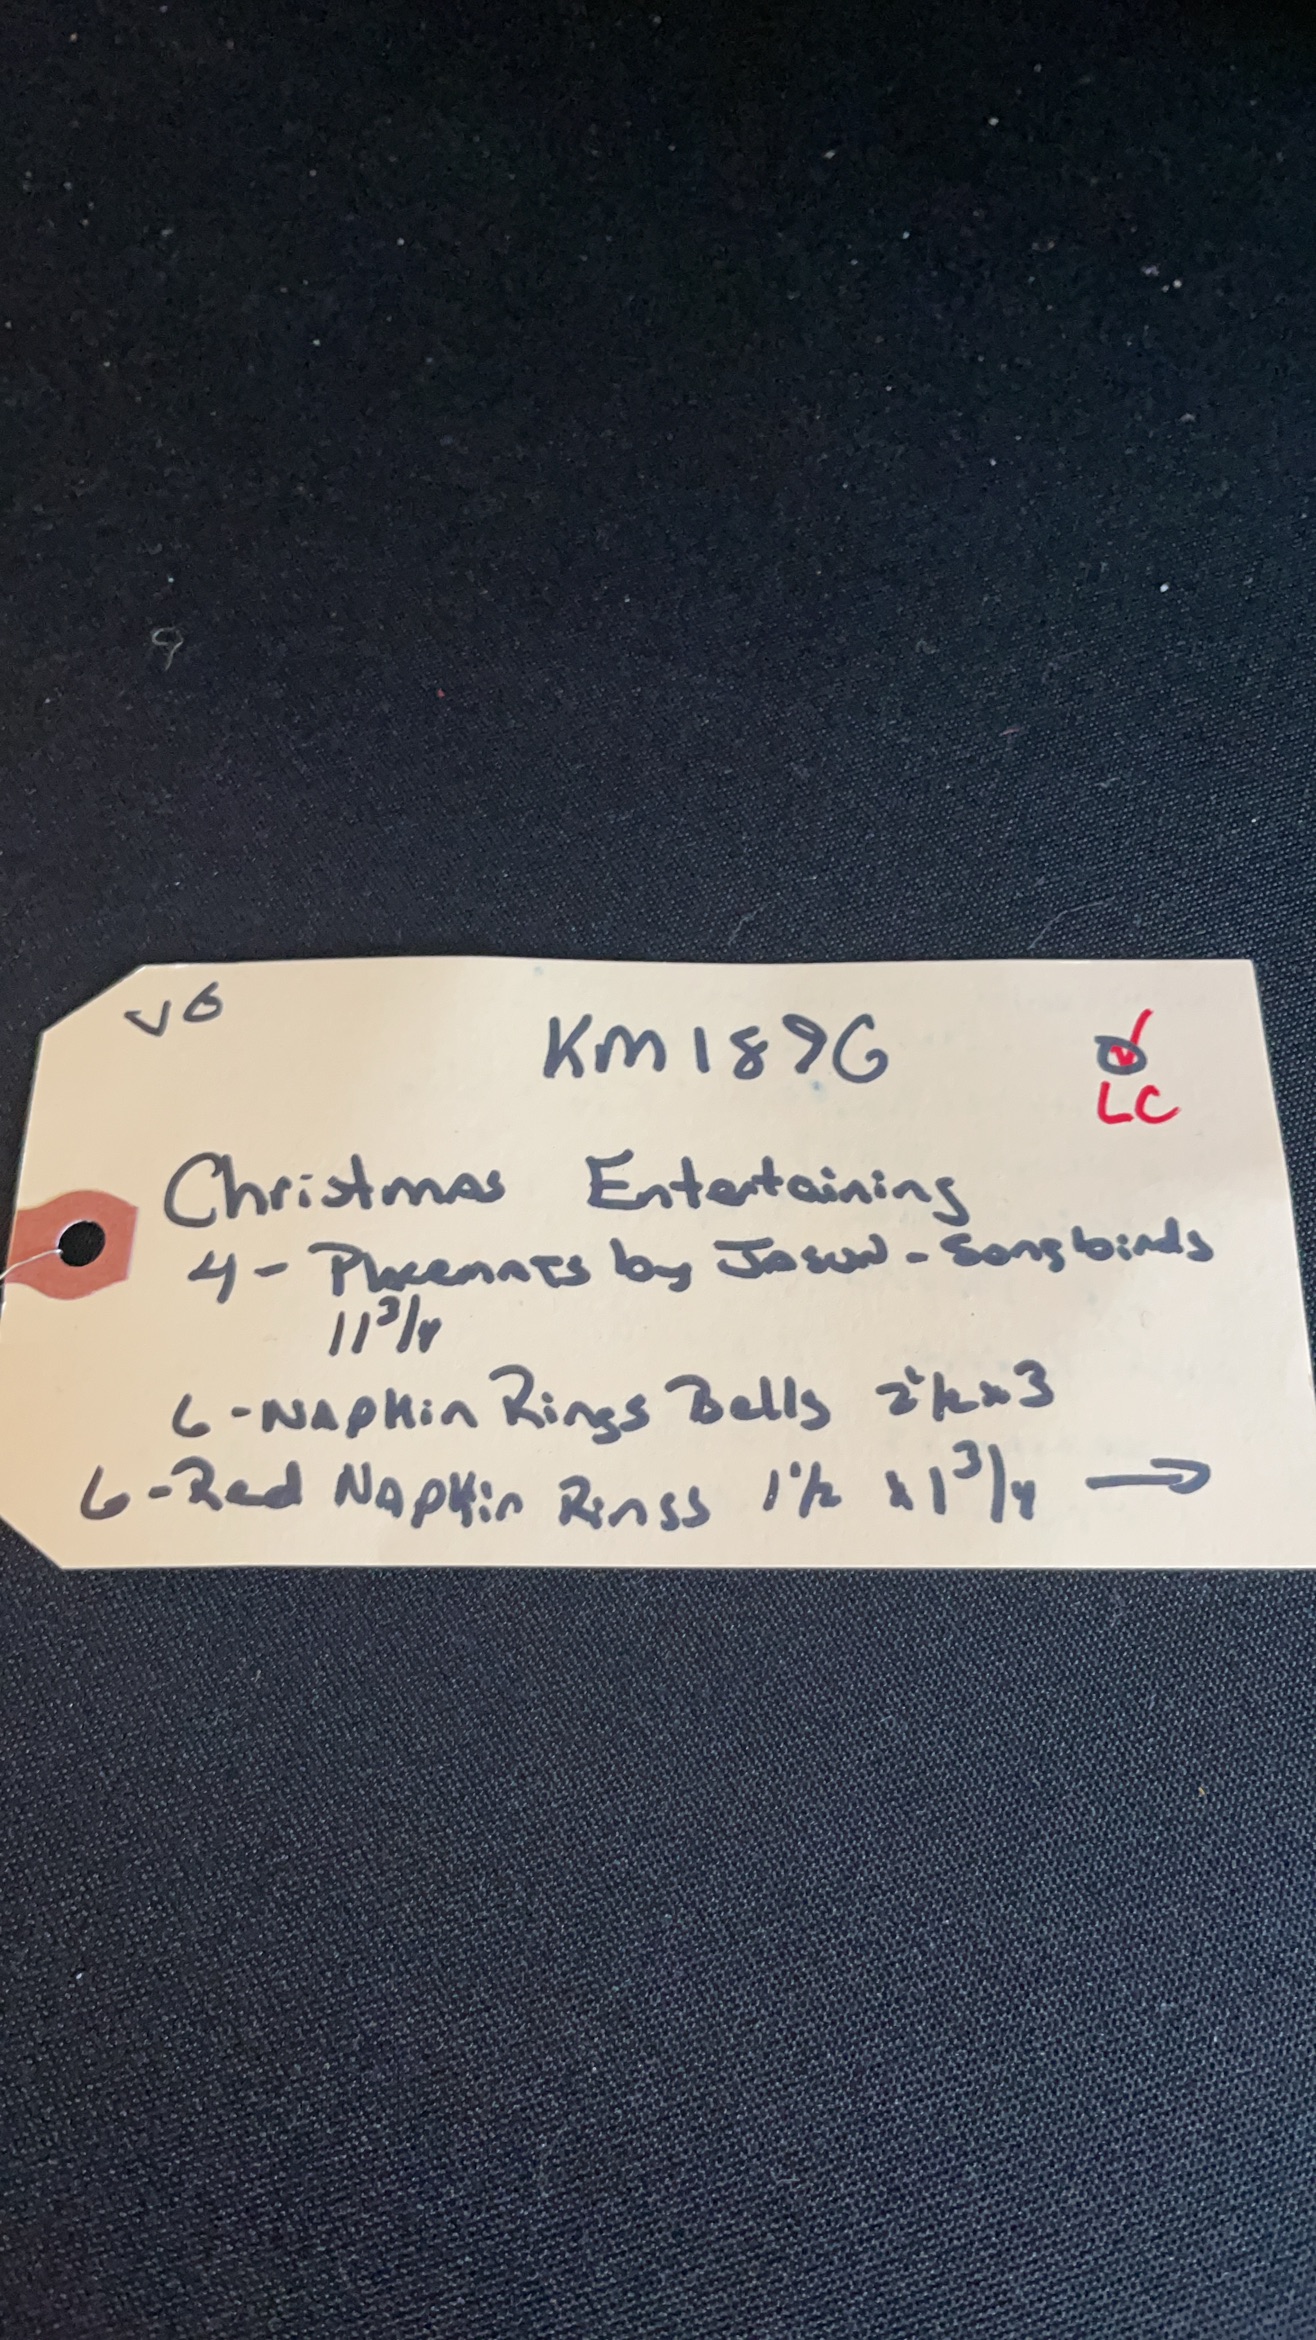 V6
KM1896
LC
Christmas Entertaining
4- Placemats by Jason - Songbirds
11 3/4
6-Napkin Rings Bells 2 1/2 x 3
6-Red Napkin Rings 1 1/2 x 1 3/4 →